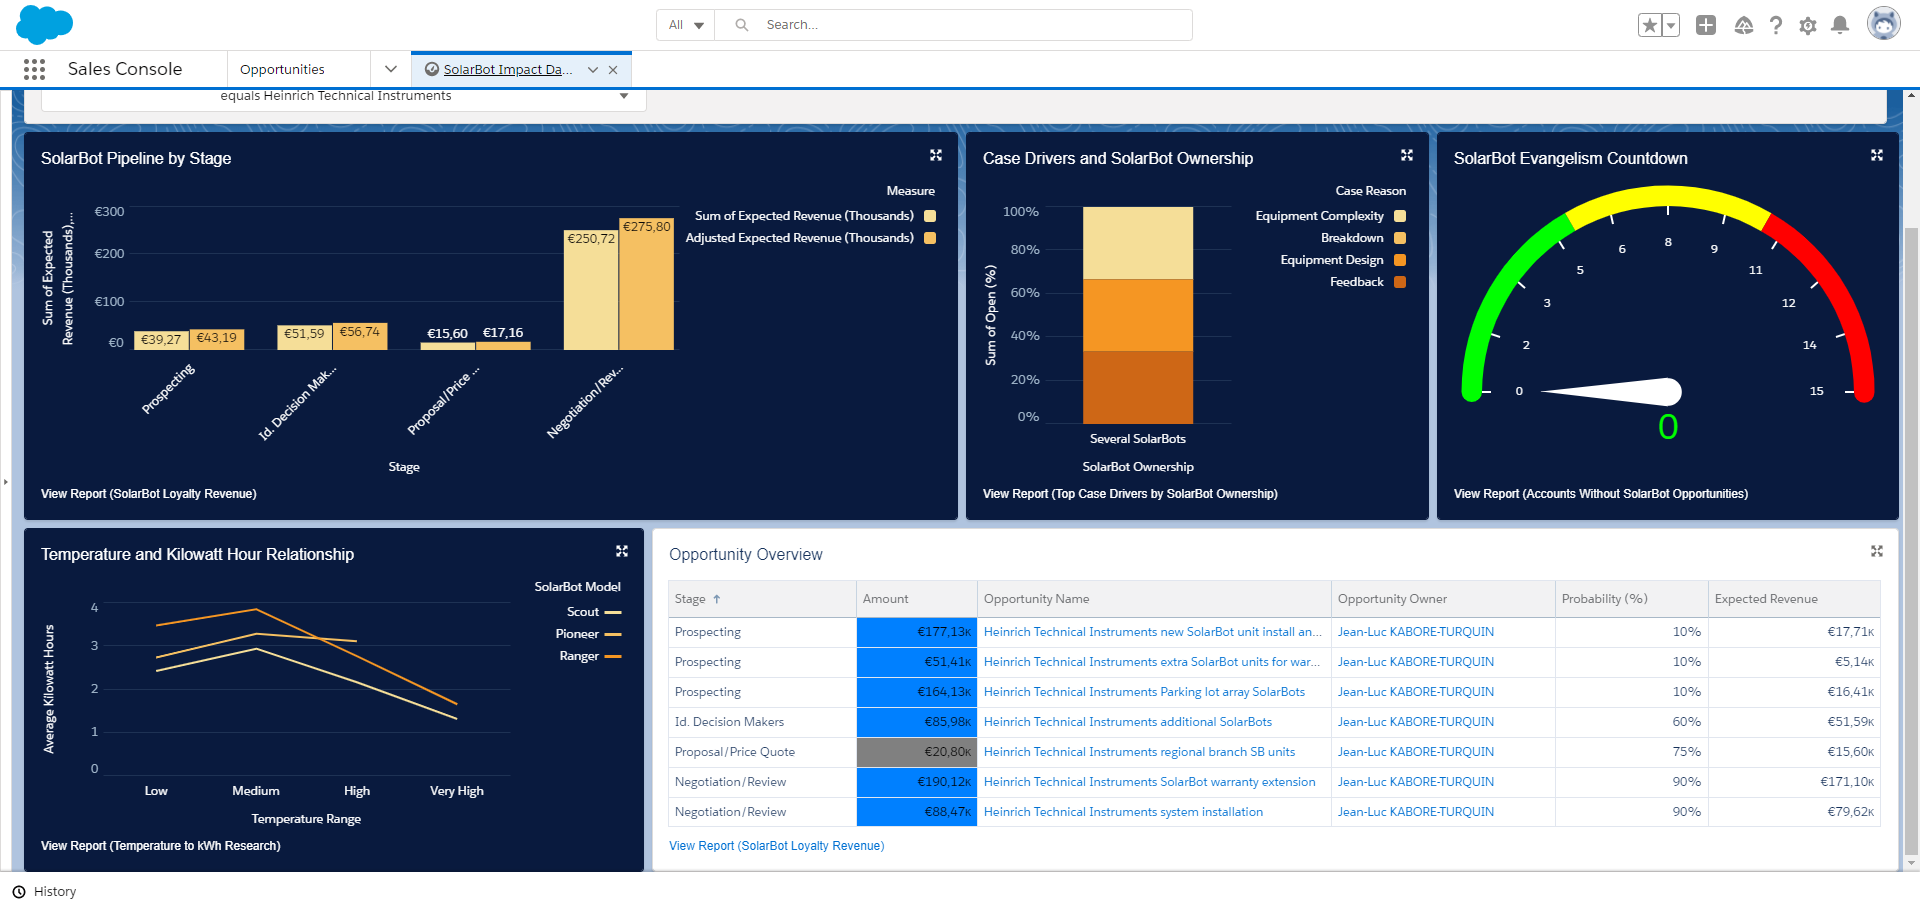 All
Search...
Sales Console
Opportunities
SolarBot Impact Da...
equals Heinrich Technical Instruments
SolarBot Pipeline by Stage
Measure
Sum of Expected Revenue (Thousands)
Adjusted Expected Revenue (Thousands)
Sum of Expected
Revenue (Thousands),...
€300
€200
€100
€0
€39,27
€43,19
€51,59
€56,74
€15,60
€17,16
€250,72
€275,80
Prospecting
Id. Decision Mak...
Proposal/Price ...
Negotiation/Rev...
Stage
View Report (SolarBot Loyalty Revenue)
Case Drivers and SolarBot Ownership
Case Reason
Equipment Complexity
Breakdown
Equipment Design
Feedback
Sum of Open (%)
100%
80%
60%
40%
20%
0%
Several SolarBots
SolarBot Ownership
View Report (Top Case Drivers by SolarBot Ownership)
SolarBot Evangelism Countdown
0
2
3
5
6
8
9
11
12
14
15
0
View Report (Accounts Without SolarBot Opportunities)
Temperature and Kilowatt Hour Relationship
SolarBot Model
Scout
Pioneer
Ranger
Average Kilowatt Hours
4
3
2
1
0
Low Medium High Very High
Temperature Range
View Report (Temperature to kWh Research)
Opportunity Overview
Stage ↑ Amount Opportunity Name Opportunity Owner Probability (%) Expected Revenue
Prospecting €177,13K Heinrich Technical Instruments new SolarBot unit install an... Jean-Luc KABORE-TURQUIN 10% €17,71K
Prospecting €51,41K Heinrich Technical Instruments extra SolarBot units for war... Jean-Luc KABORE-TURQUIN 10% €5,14K
Prospecting €164,13K Heinrich Technical Instruments Parking lot array SolarBots Jean-Luc KABORE-TURQUIN 10% €16,41K
Id. Decision Makers €85,98K Heinrich Technical Instruments additional SolarBots Jean-Luc KABORE-TURQUIN 60% €51,59K
Proposal/Price Quote €20,80K Heinrich Technical Instruments regional branch SB units Jean-Luc KABORE-TURQUIN 75% €15,60K
Negotiation/Review €190,12K Heinrich Technical Instruments SolarBot warranty extension Jean-Luc KABORE-TURQUIN 90% €171,10K
Negotiation/Review €88,47K Heinrich Technical Instruments system installation Jean-Luc KABORE-TURQUIN 90% €79,62K
View Report (SolarBot Loyalty Revenue)
History